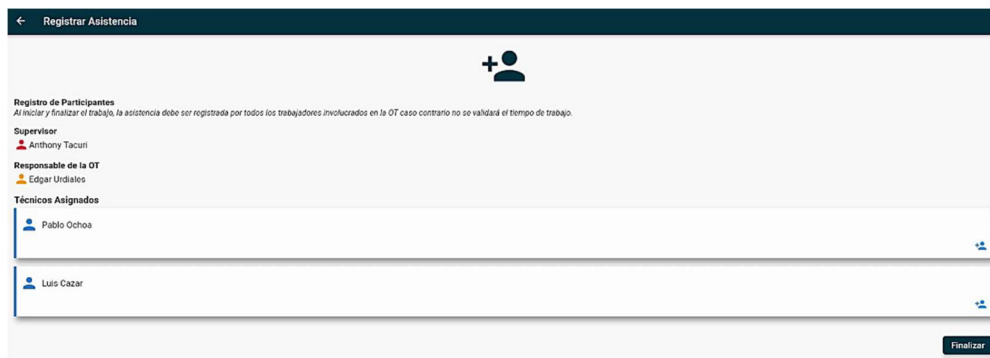 Registrar Asistencia
Registro de Participantes
Al iniciar y finalizar el trabajo, la asistencia debe ser registrada por todos los trabajadores involucrados en la OT caso contrario no se validará el tiempo de trabajo.
Supervisor
Anthony Tacuri
Responsable de la OT
Edgar Urdiales
Técnicos Asignados
Pablo Ochoa
Luis Cazar
Finalizar